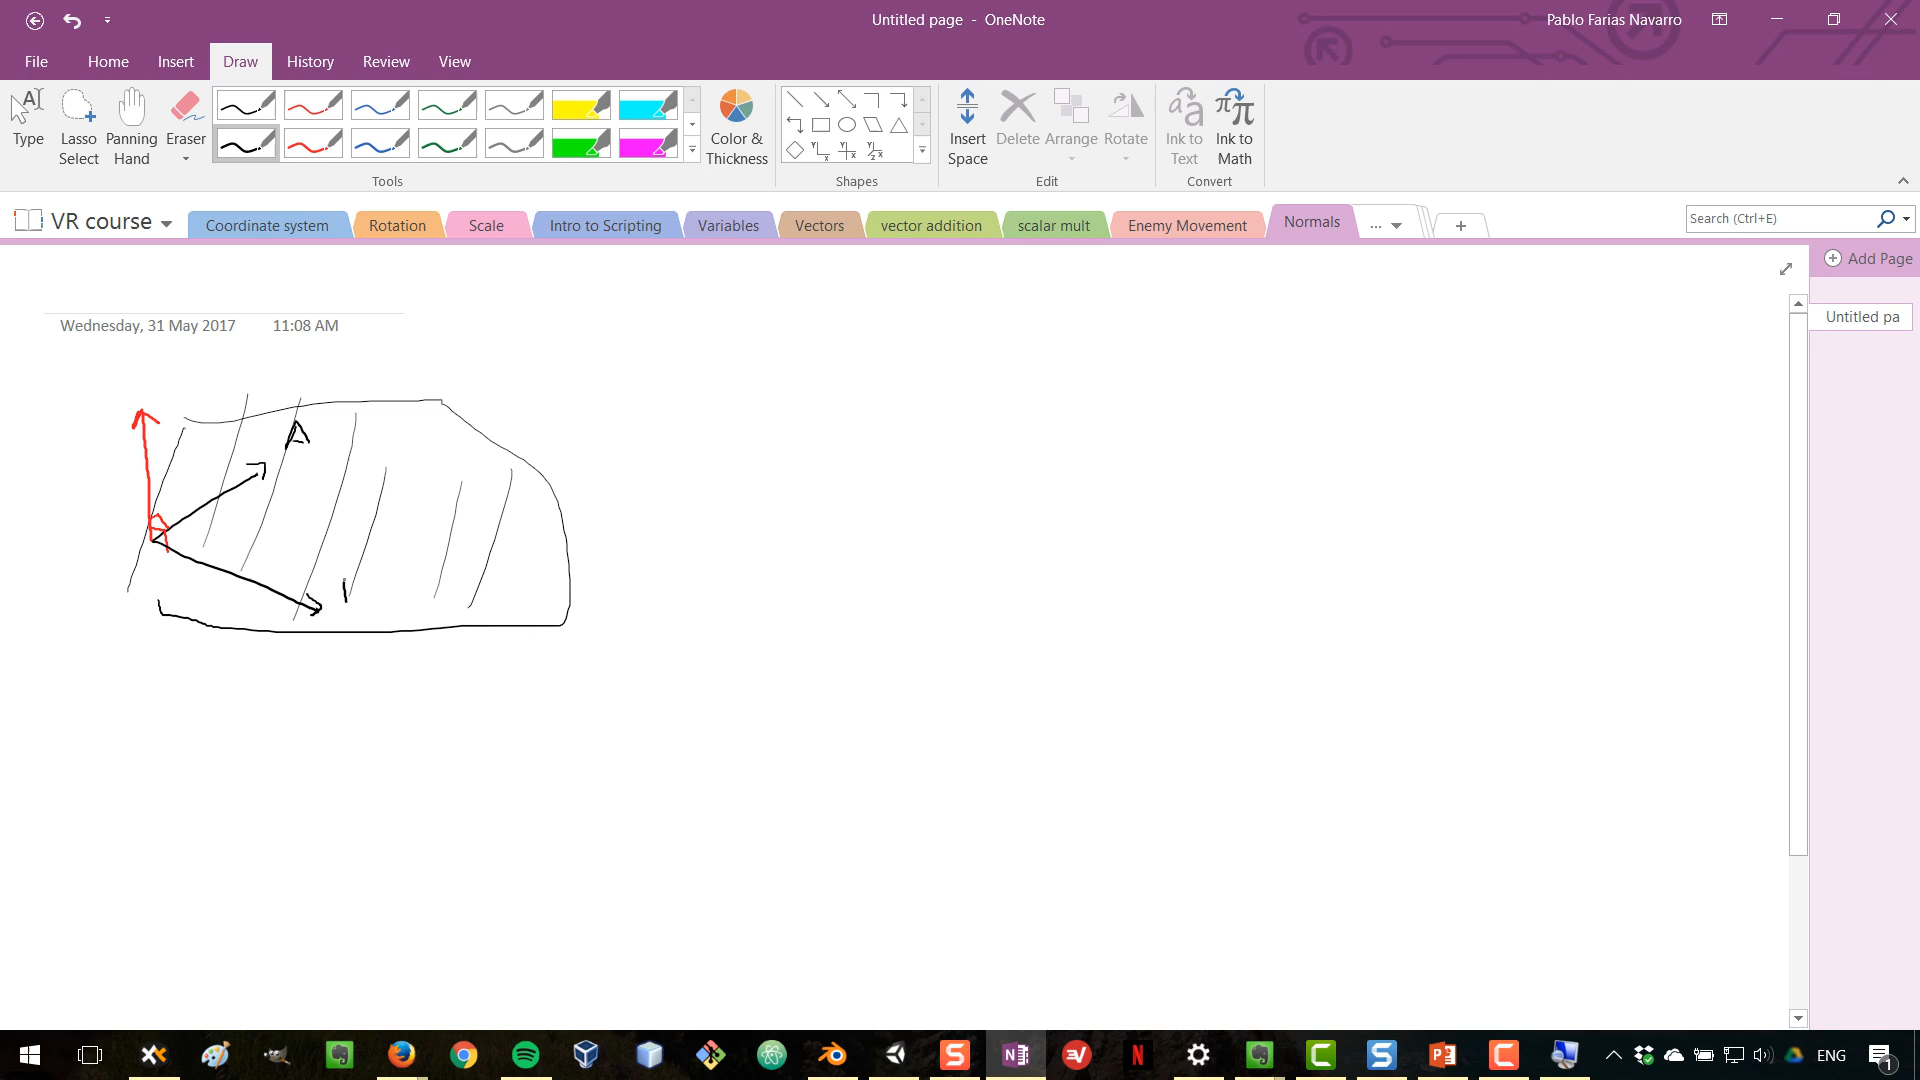 Untitled page - OneNote
Pablo Farias Navarro
File Home Insert Draw History Review View
Type
Lasso Select
Panning Hand
Eraser
Color & Thickness
Insert Space
Delete
Arrange
Rotate
Ink to Text
Ink to Math
Tools
Shapes
Edit
Convert
VR course
Coordinate system Rotation Scale Intro to Scripting Variables Vectors vector addition scalar mult Enemy Movement Normals ... +
Search (Ctrl+E)
Add Page
Untitled pa
Wednesday, 31 May 2017 11:08 AM
A
ENG
1